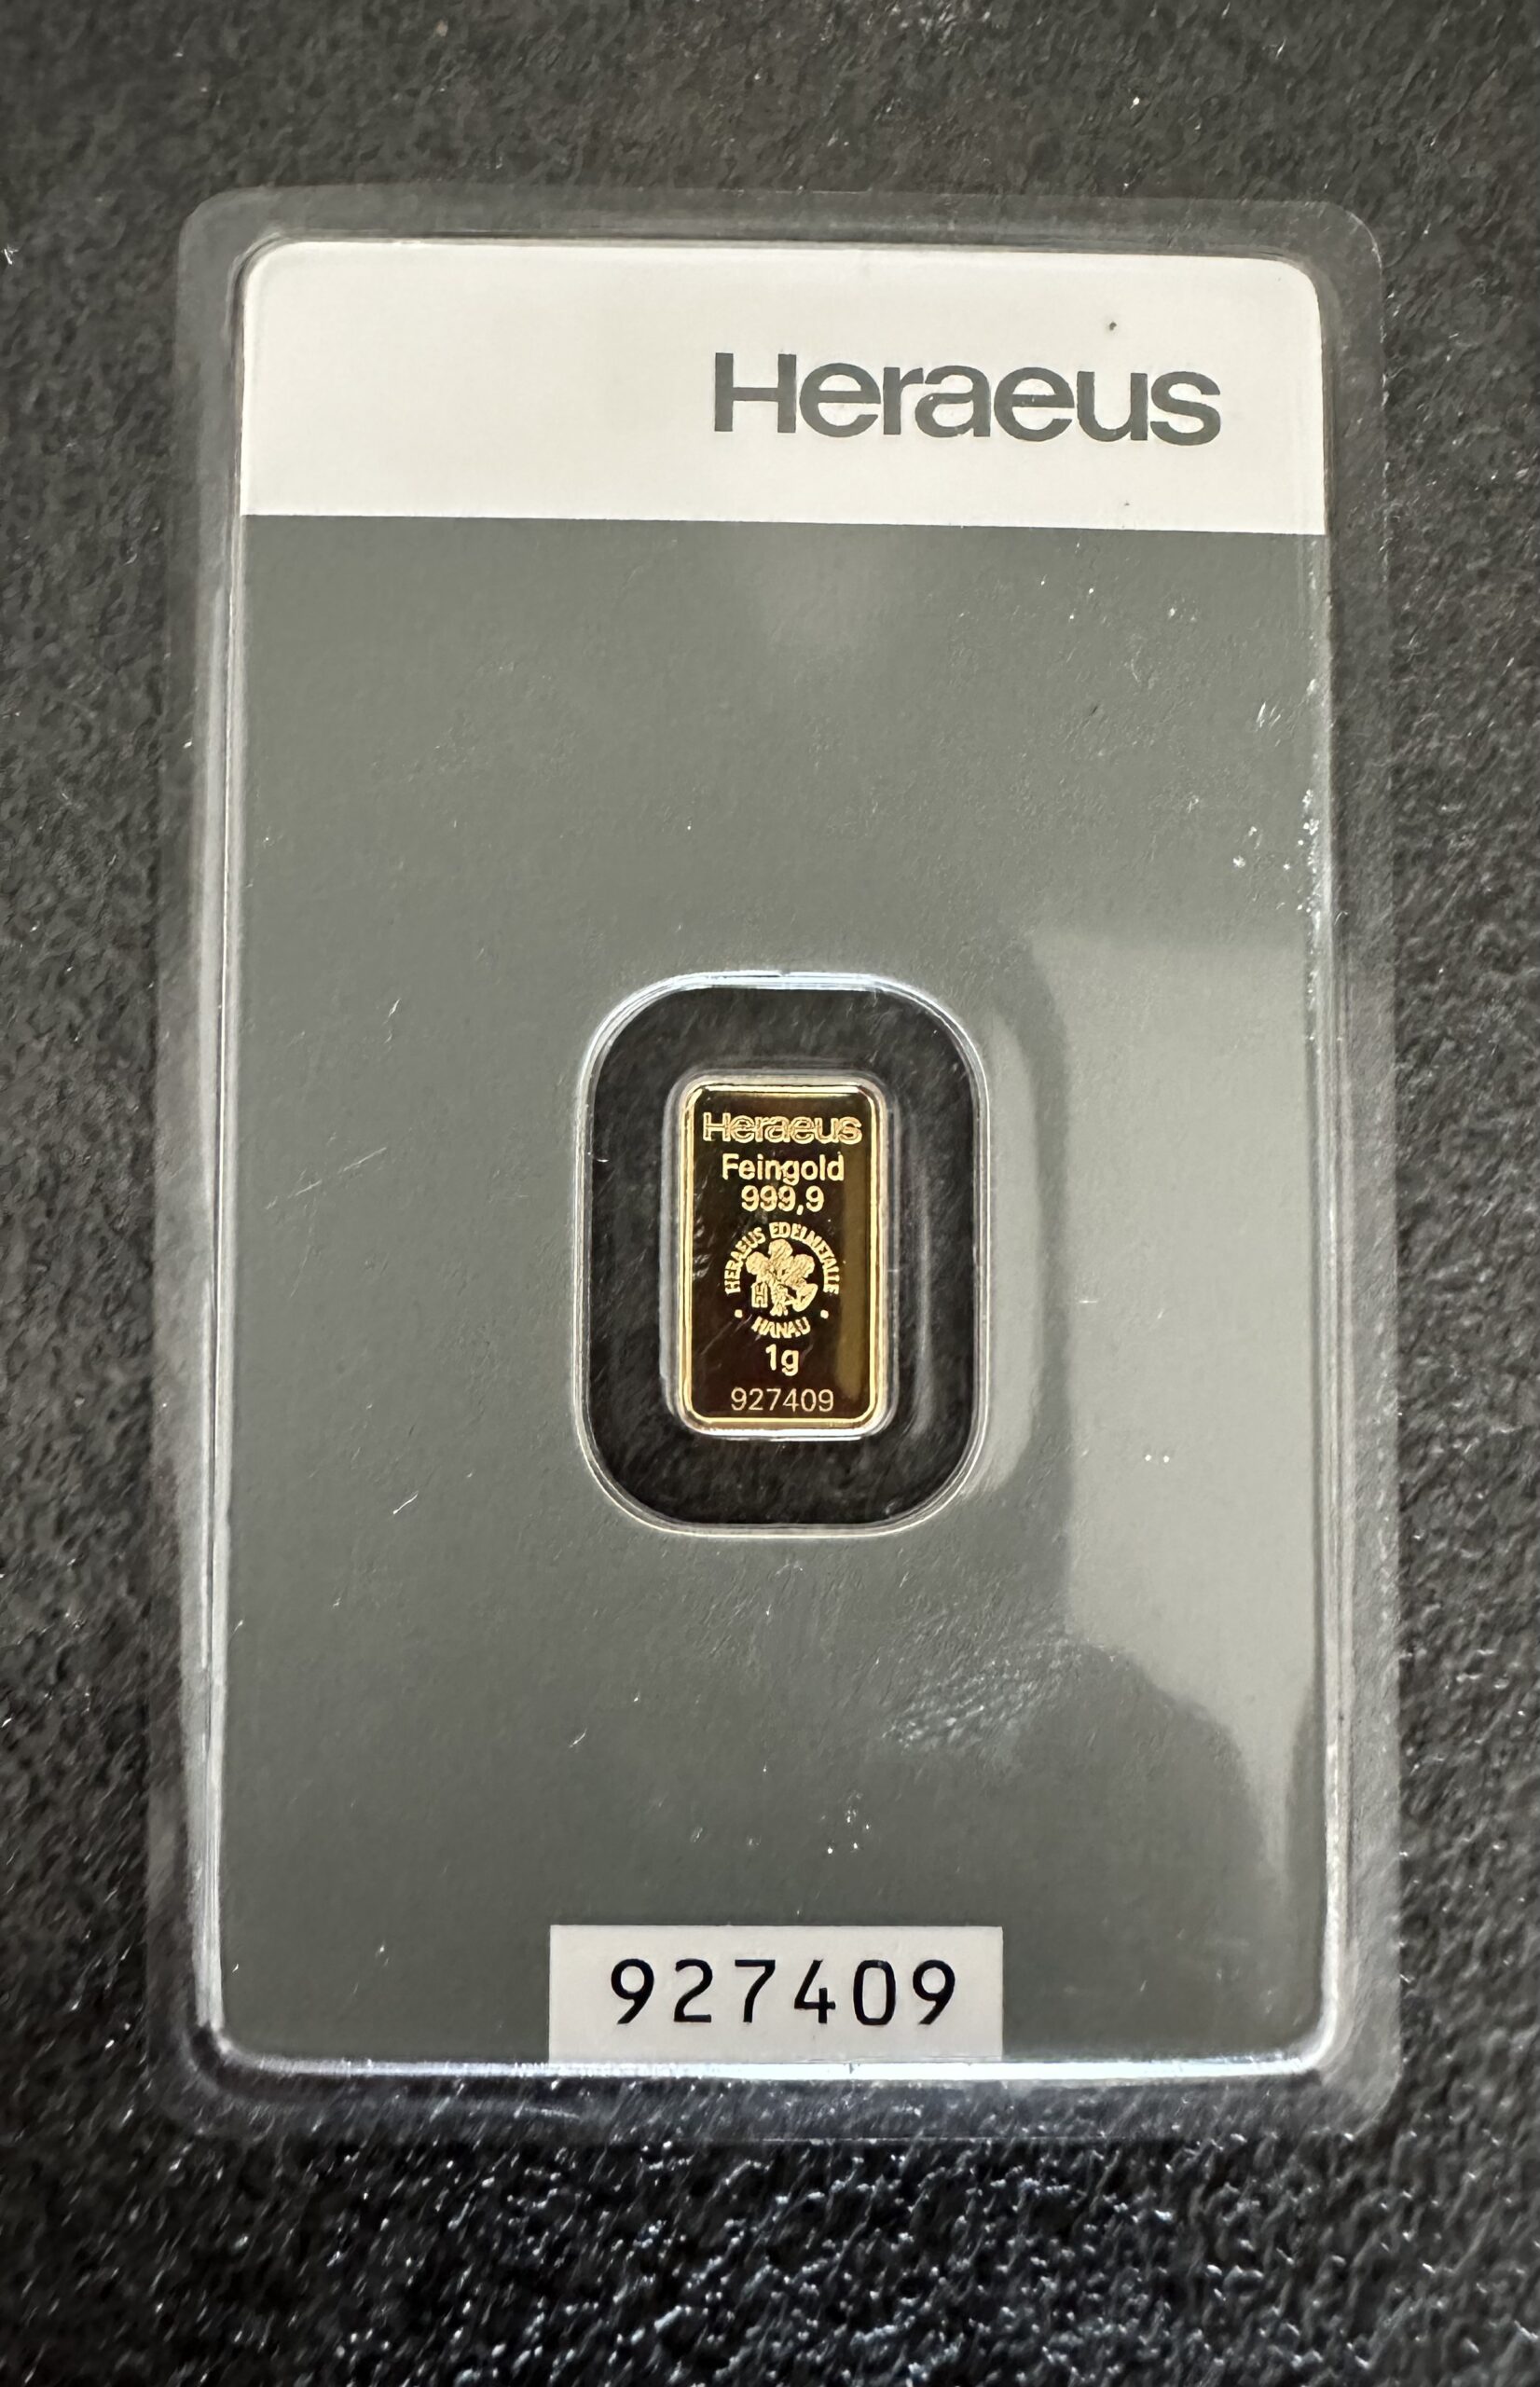 Heraeus
Heraeus
Feingold
999,9
HERAEUS EDELMETALLE
• HANAU •
1g
927409
927409